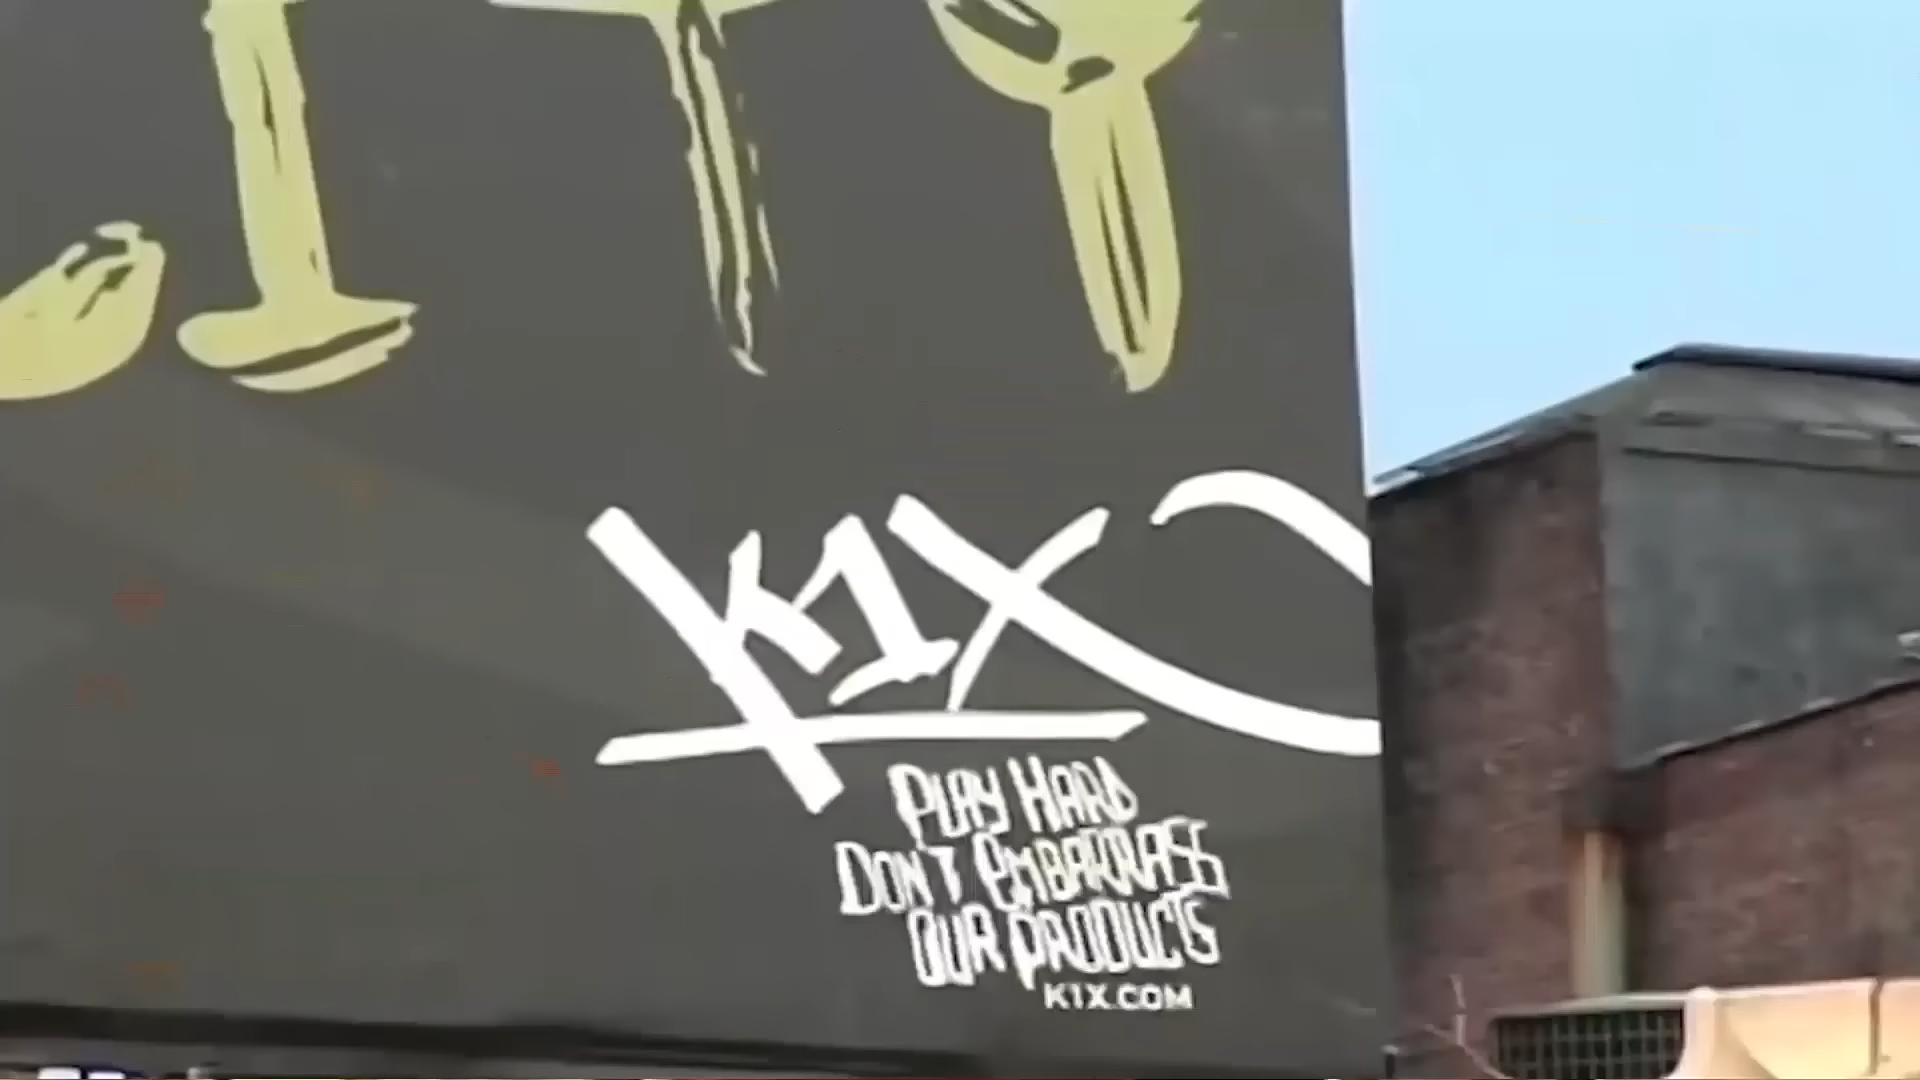 K1X
PLAY HARD
DON'T EMBARRASS
OUR PRODUCTS
K1X.COM